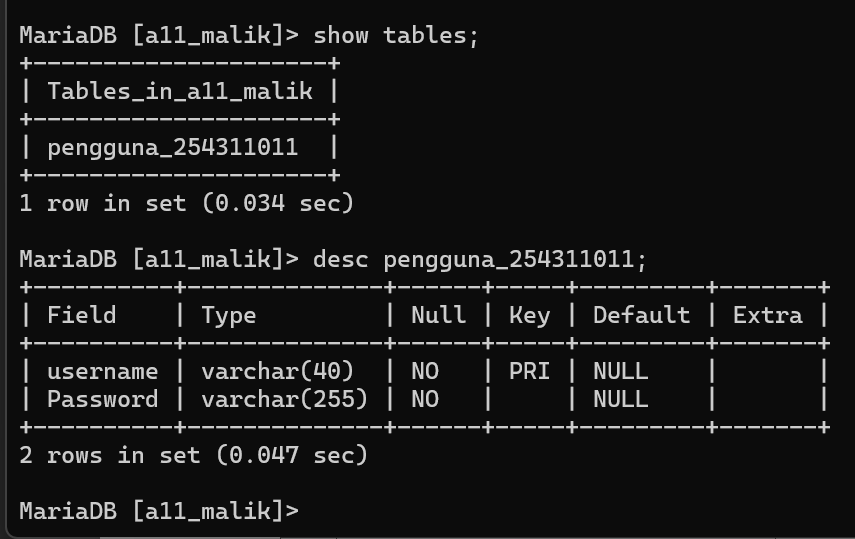 MariaDB [a11_malik]> show tables;
+---------------------+
| Tables_in_a11_malik |
+---------------------+
| pengguna_254311011  |
+---------------------+
1 row in set (0.034 sec)
MariaDB [a11_malik]> desc pengguna_254311011;
+----------+--------------+------+-----+---------+-------+
| Field    | Type         | Null | Key | Default | Extra |
+----------+--------------+------+-----+---------+-------+
| username | varchar(40)  | NO   | PRI | NULL    |       |
| Password | varchar(255) | NO   |     | NULL    |       |
+----------+--------------+------+-----+---------+-------+
2 rows in set (0.047 sec)
MariaDB [a11_malik]>